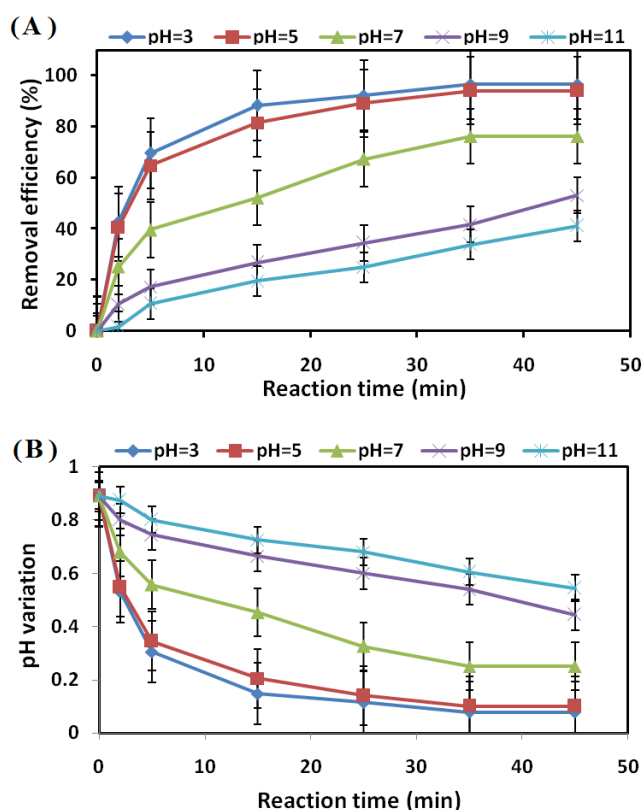 (A)
pH=3 pH=5 pH=7 pH=9 pH=11
Removal efficiency (%)
100
80
60
40
20
0
0 10 20 30 40 50
Reaction time (min)
(B)
pH=3 pH=5 pH=7 pH=9 pH=11
pH variation
1
0.8
0.6
0.4
0.2
0
0 10 20 30 40 50
Reaction time (min)